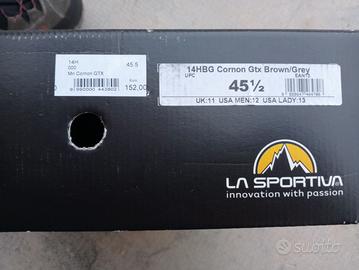 14H 45.5
000
Mn Cornon GTX
152,00
14HBG Cornon Gtx Brown/Grey
UPC EAN13
45½
UK:11 USA MEN:12 USA LADY:13
LA SPORTIVA
innovation with passion
subito